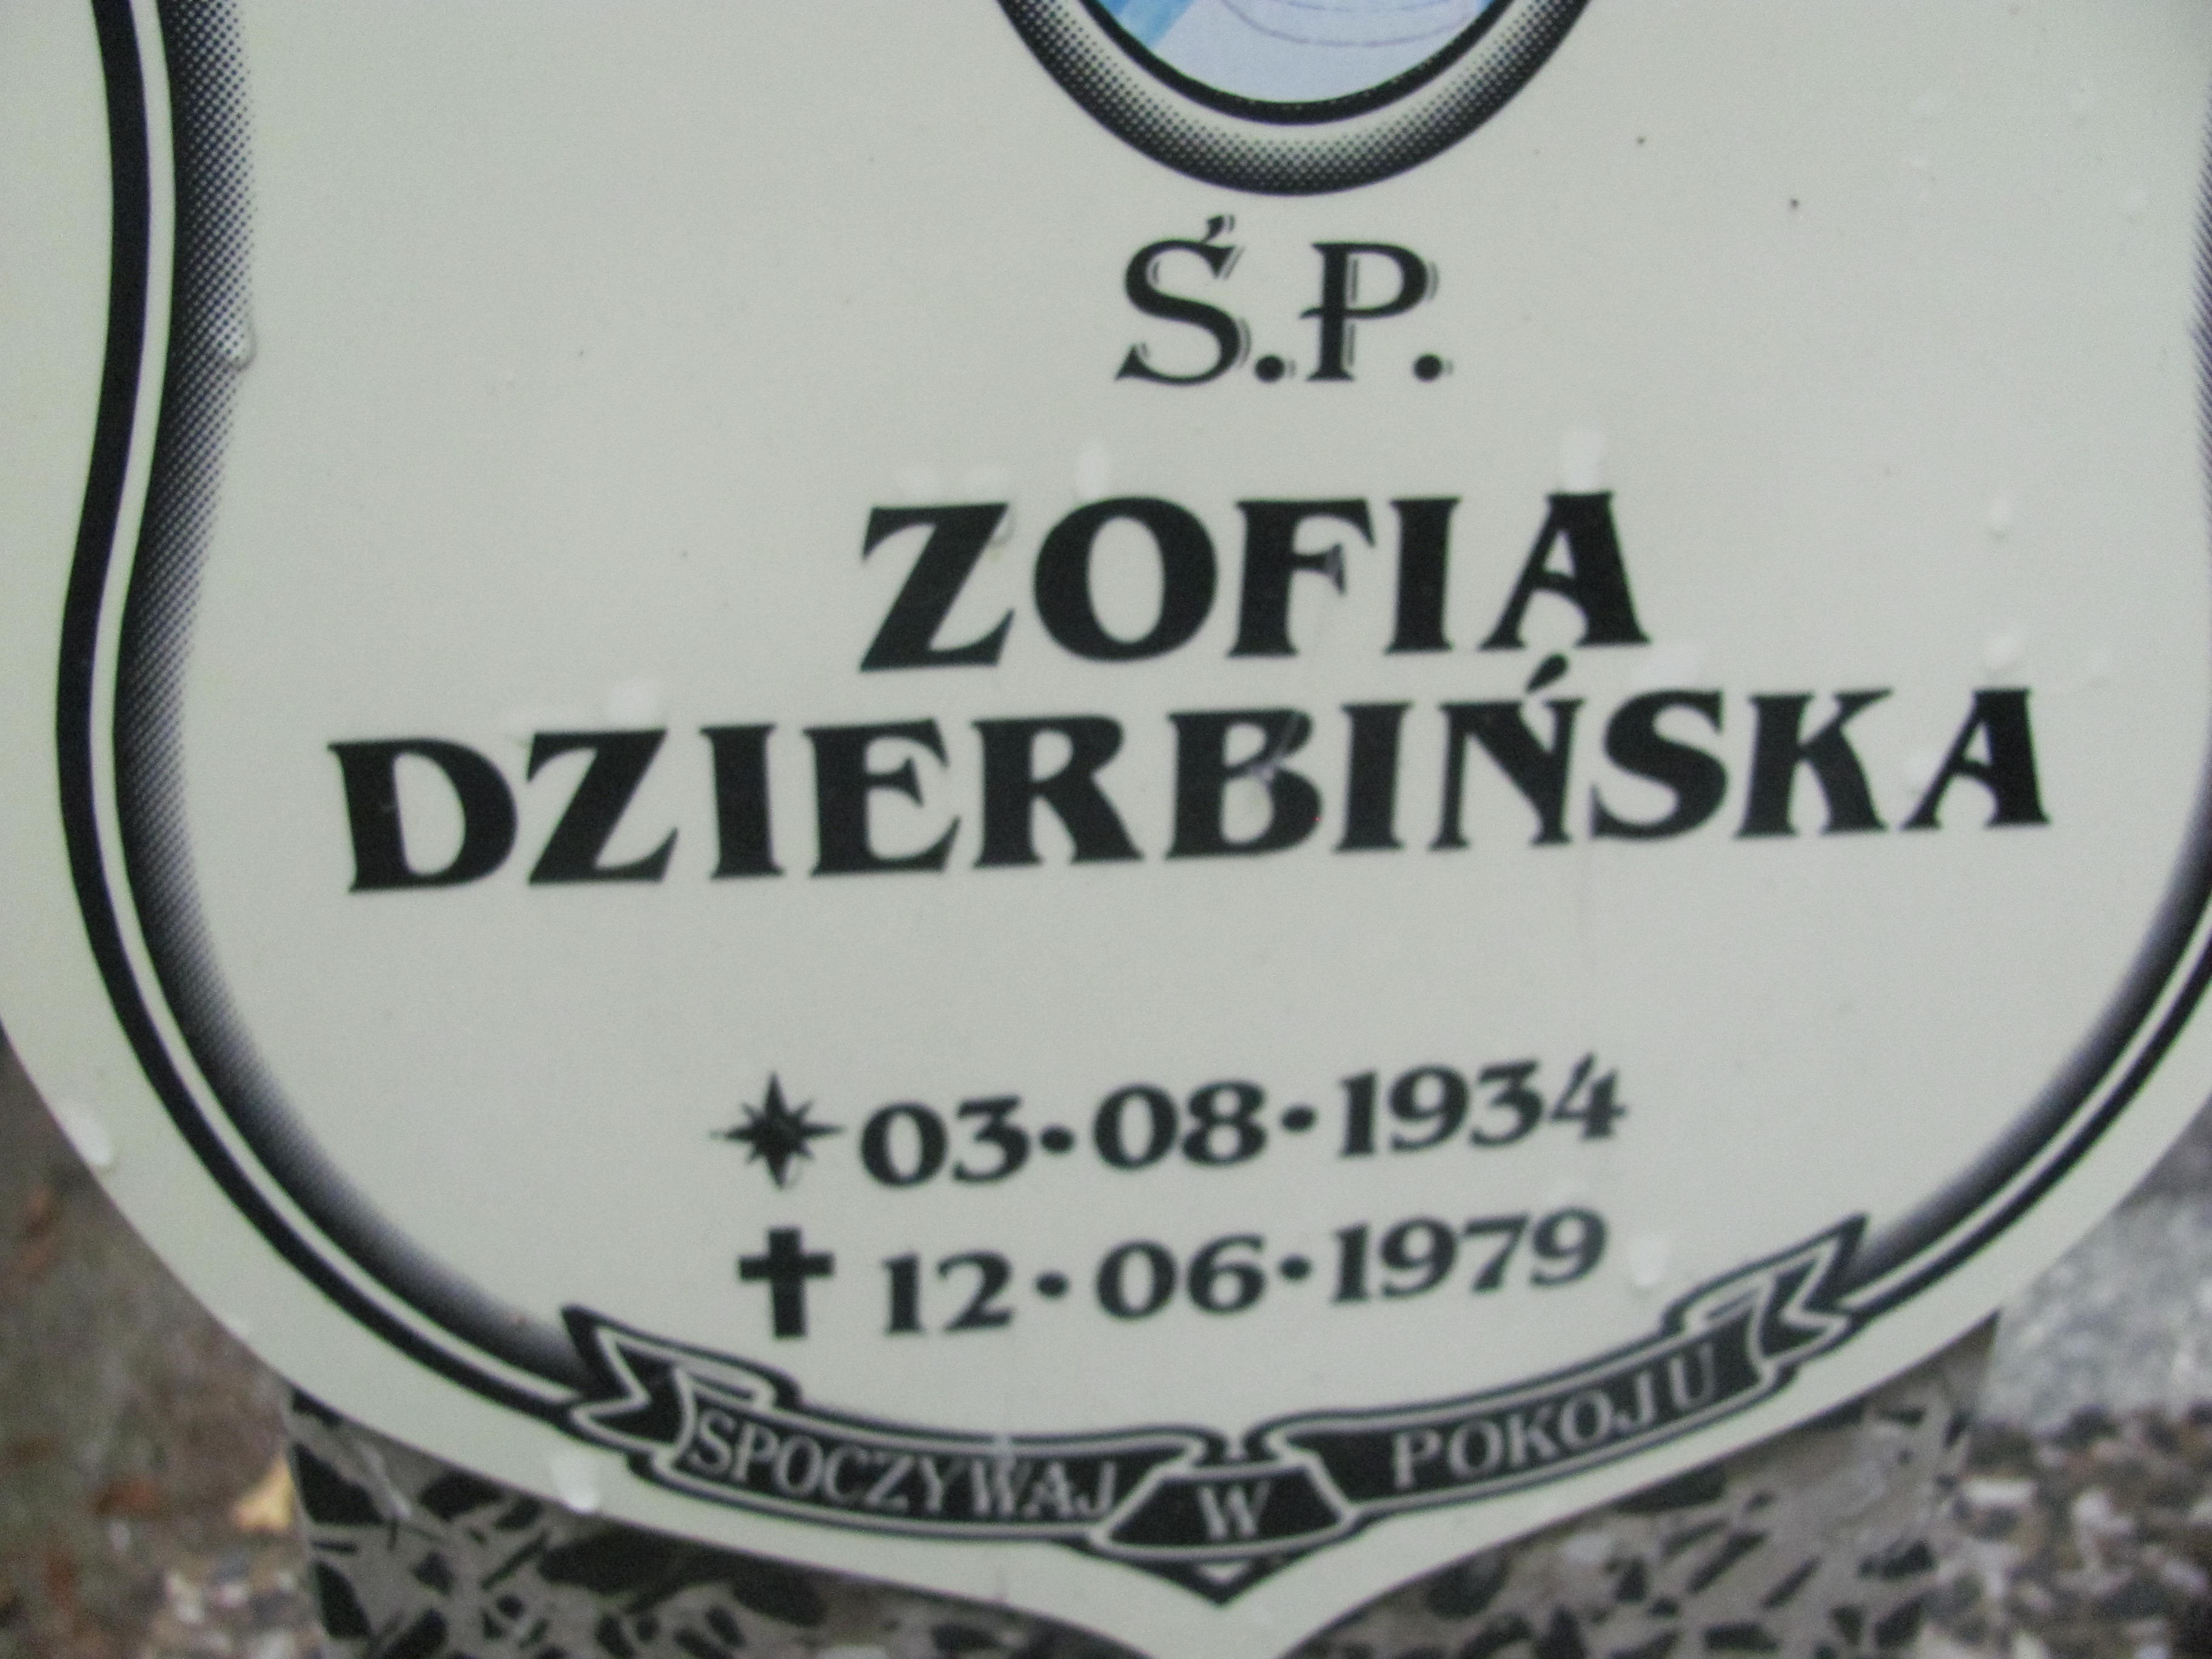 Ś.P.
ZOFIA
DZIERBIŃSKA
03•08•1934
12•06•1979
SPOCZYWAJ W POKOJU